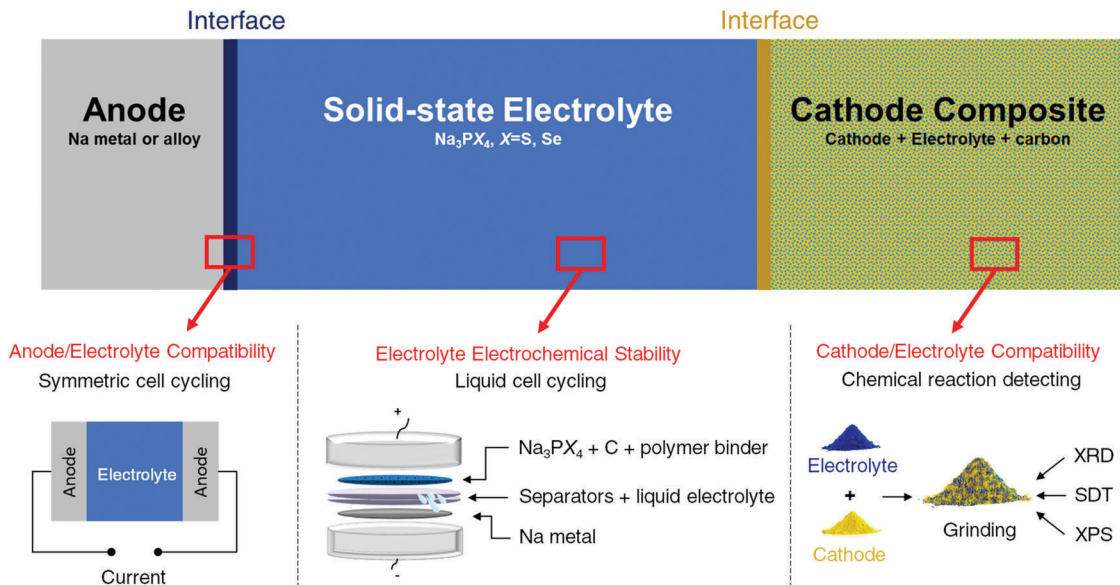 Interface
Interface
Anode
Na metal or alloy
Solid-state Electrolyte
Na₃PX₄, X=S, Se
Cathode Composite
Cathode + Electrolyte + carbon
Anode/Electrolyte Compatibility
Symmetric cell cycling
Anode
Electrolyte
Anode
Current
Electrolyte Electrochemical Stability
Liquid cell cycling
+
Na₃PX₄ + C + polymer binder
Separators + liquid electrolyte
Na metal
-
Cathode/Electrolyte Compatibility
Chemical reaction detecting
Electrolyte
+
Cathode
Grinding
XRD
SDT
XPS